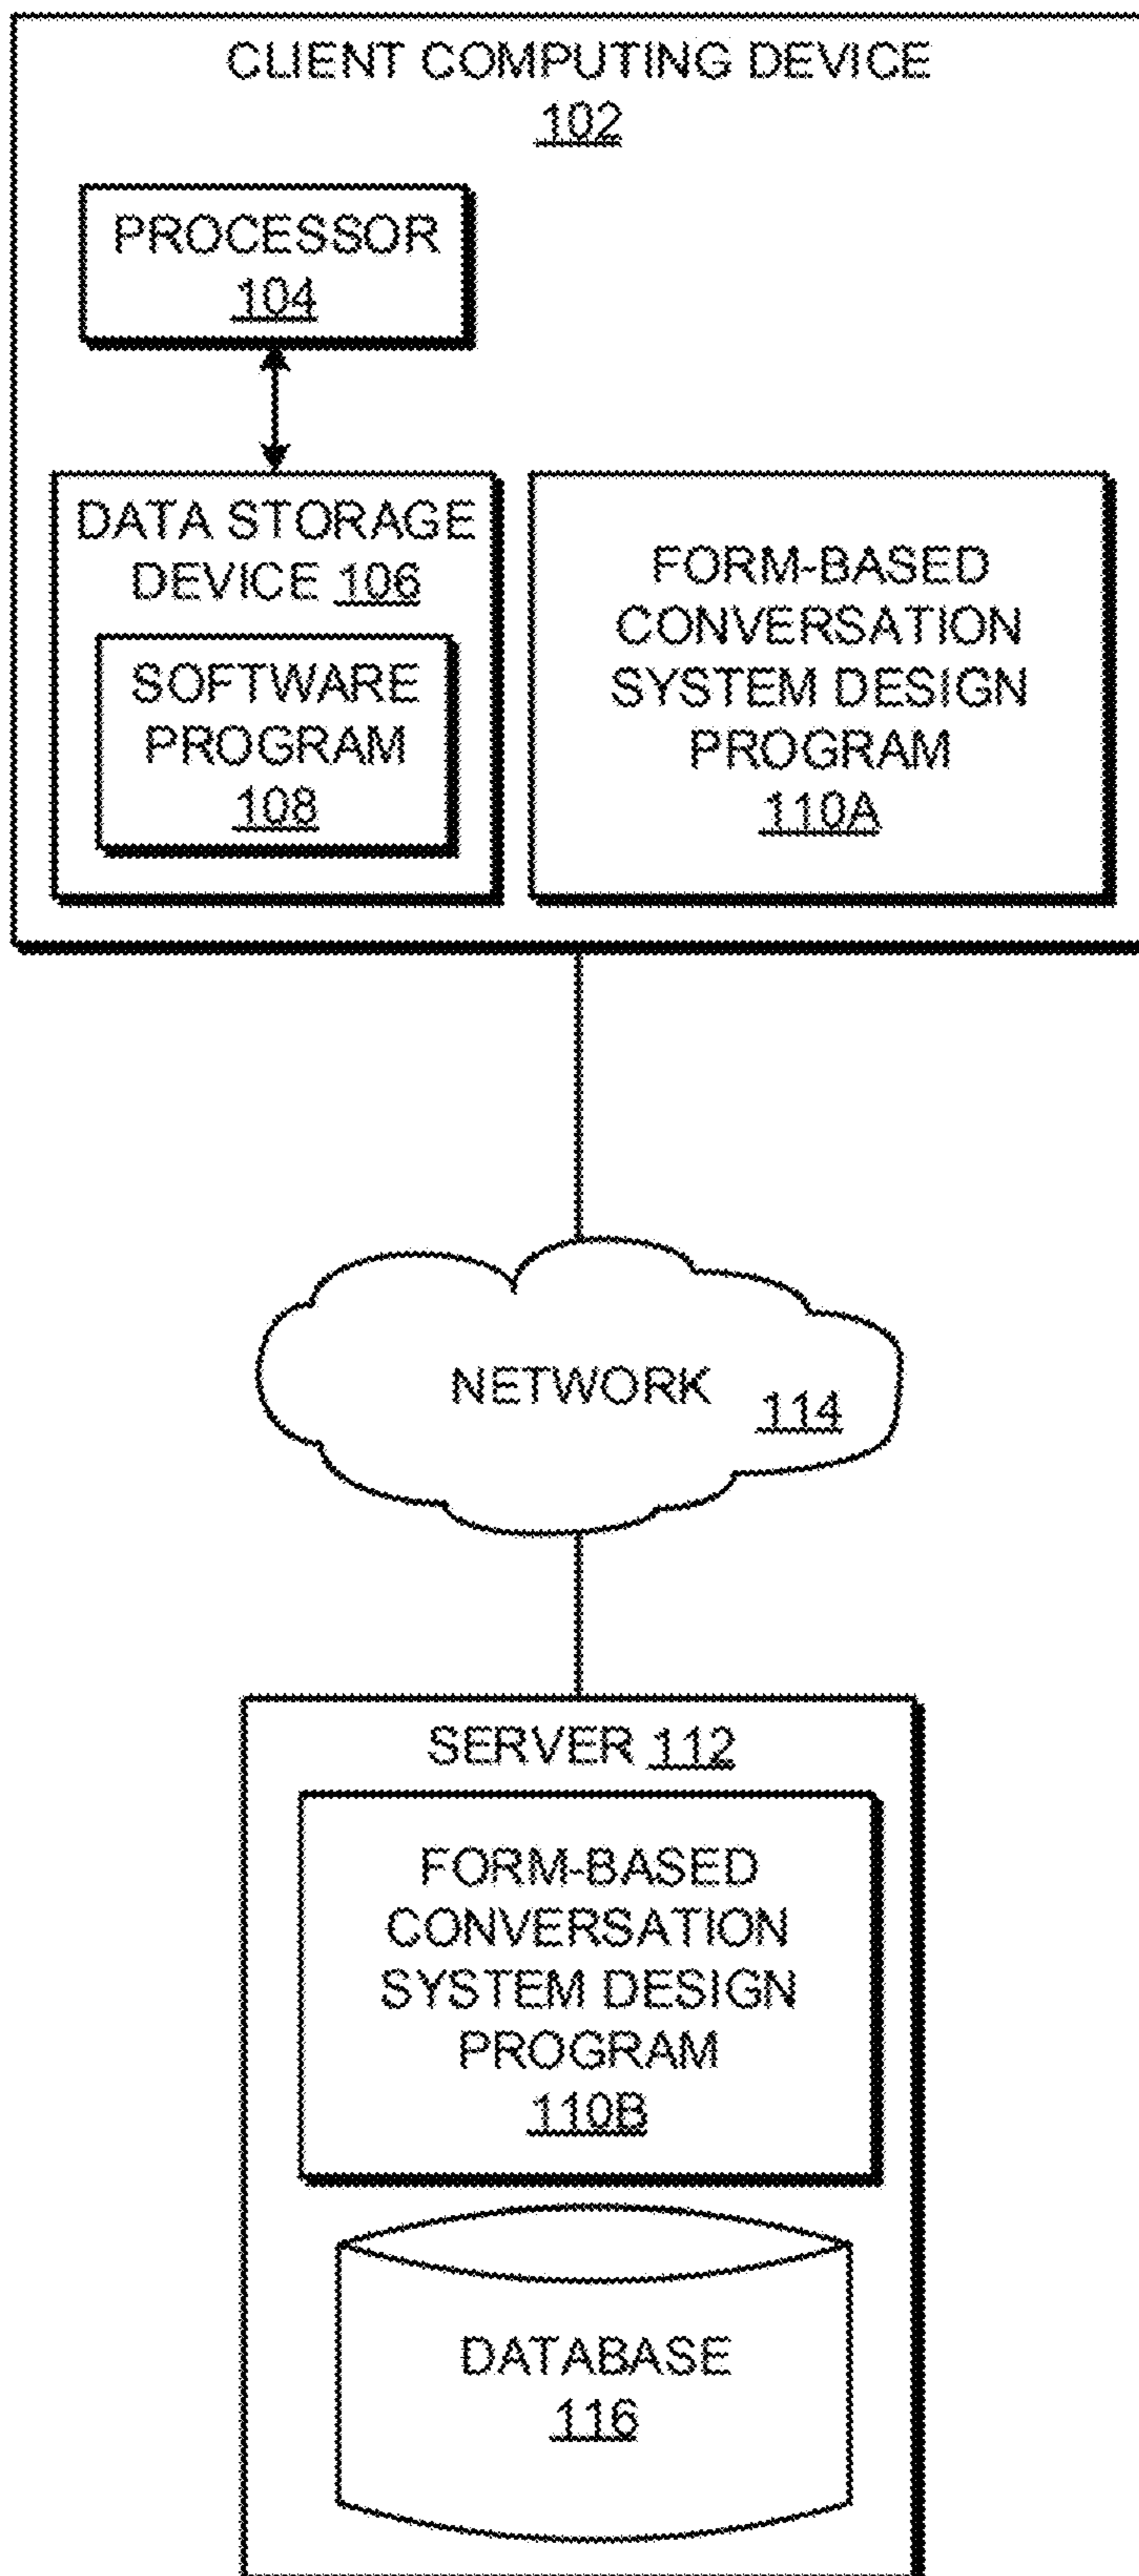 CLIENT COMPUTING DEVICE
102
PROCESSOR
104
DATA STORAGE
DEVICE 106
SOFTWARE
PROGRAM
108
FORM-BASED
CONVERSATION
SYSTEM DESIGN
PROGRAM
110A
NETWORK 114
SERVER 112
FORM-BASED
CONVERSATION
SYSTEM DESIGN
PROGRAM
110B
DATABASE
116